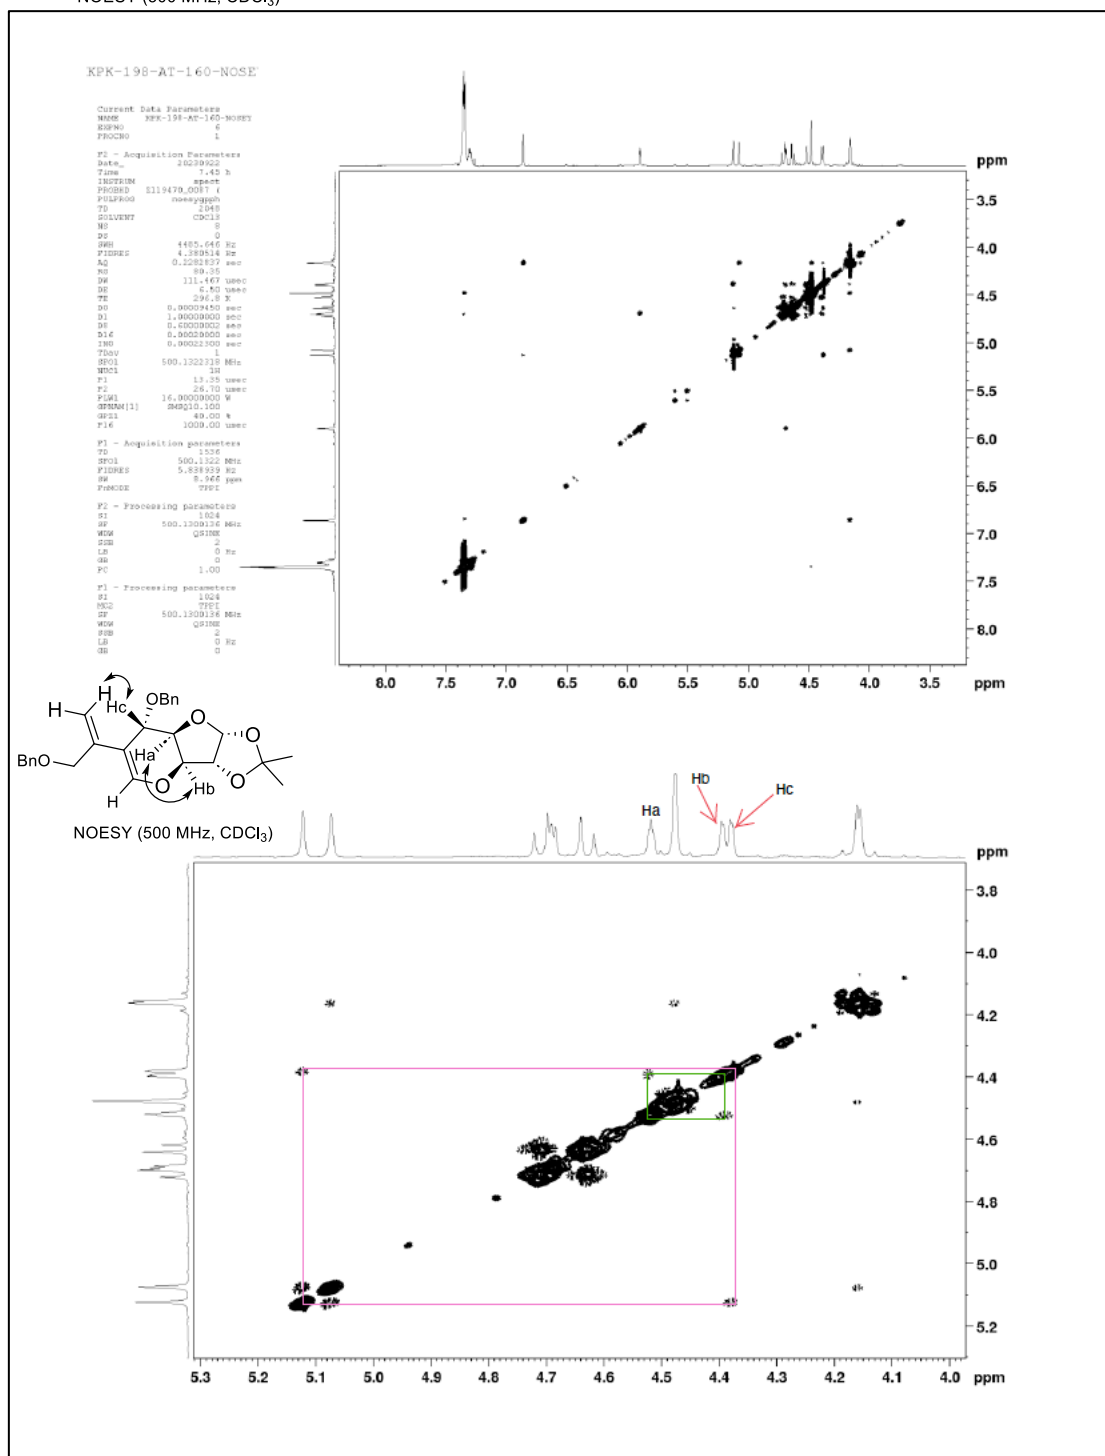 NOESY (500 MHz, CDCl3)
KPK-198-AT-160-NOSE
Current Data Parameters
NAME KPK-198-AT-160-NOSEY
EXPNO 6
PROCNO 1
F2 - Acquisition Parameters
Date_ 20230922
Time 7.45 h
INSTRUM spect
PROBHD Z119470_0087 (
PULPROG noesygpph
TD 2048
SOLVENT CDCl3
NS 8
DS 0
SWH 4485.646 Hz
FIDRES 4.380514 Hz
AQ 0.2282837 sec
RG 80.35
DW 111.467 usec
DE 6.50 usec
TE 296.8 K
D0 0.00009450 sec
D1 1.00000000 sec
D8 0.60000002 sec
D16 0.00020000 sec
IN0 0.00022300 sec
TDav 1
SFO1 500.1322318 MHz
NUC1 1H
P1 13.35 usec
P2 26.70 usec
PLW1 16.00000000 W
GPNAM[1] SMSQ10.100
GPZ1 40.00 %
P16 1000.00 usec
F1 - Acquisition parameters
TD 1536
SFO1 500.1322 MHz
FIDRES 5.838939 Hz
SW 8.966 ppm
FnMODE TPPI
F2 - Processing parameters
SI 1024
SF 500.1300136 MHz
WDW QSINE
SSB 2
LB 0 Hz
GB 0
PC 1.00
F1 - Processing parameters
SI 1024
MC2 TPPI
SF 500.1300136 MHz
WDW QSINE
SSB 2
LB 0 Hz
GB 0
ppm
3.5
4.0
4.5
5.0
5.5
6.0
6.5
7.0
7.5
8.0
8.0 7.5 7.0 6.5 6.0 5.5 5.0 4.5 4.0 3.5 ppm
H
H
Hc
OBn
O
O
Ha
BnO
O
O
H
Hb
NOESY (500 MHz, CDCl3)
Ha
Hb
Hc
ppm
3.8
4.0
4.2
4.4
4.6
4.8
5.0
5.2
5.3 5.1 5.0 4.9 4.8 4.7 4.6 4.5 4.4 4.3 4.2 4.1 4.0 ppm